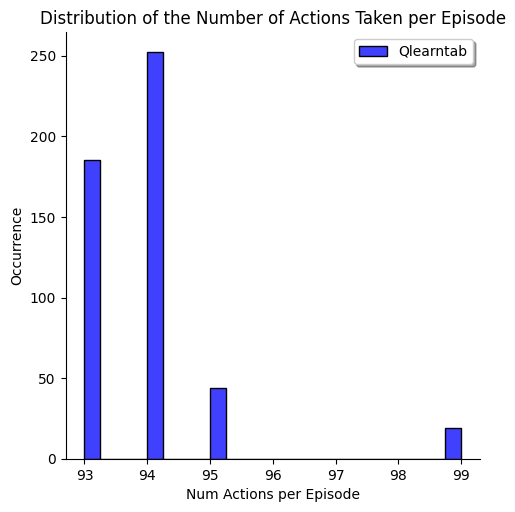 Distribution of the Number of Actions Taken per Episode
Qlearntab
Occurrence
250
200
150
100
50
0
93 94 95 96 97 98 99
Num Actions per Episode